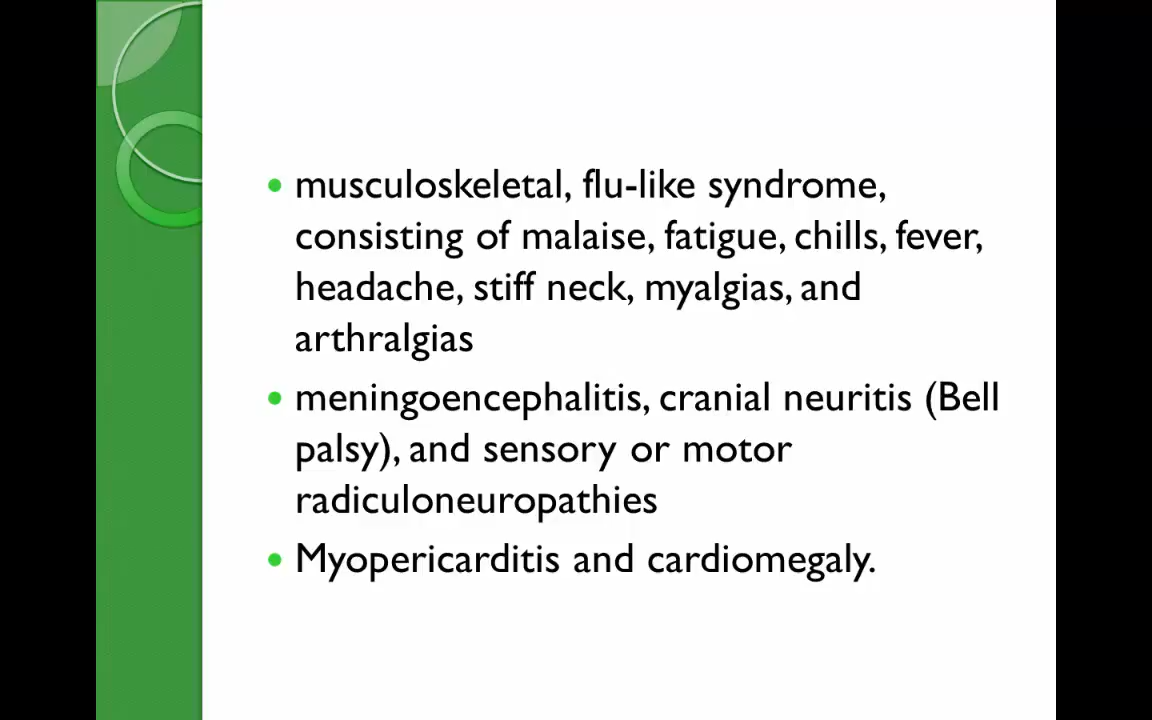 • musculoskeletal, flu-like syndrome,
consisting of malaise, fatigue, chills, fever,
headache, stiff neck, myalgias, and
arthralgias
• meningoencephalitis, cranial neuritis (Bell
palsy), and sensory or motor
radiculoneuropathies
• Myopericarditis and cardiomegaly.